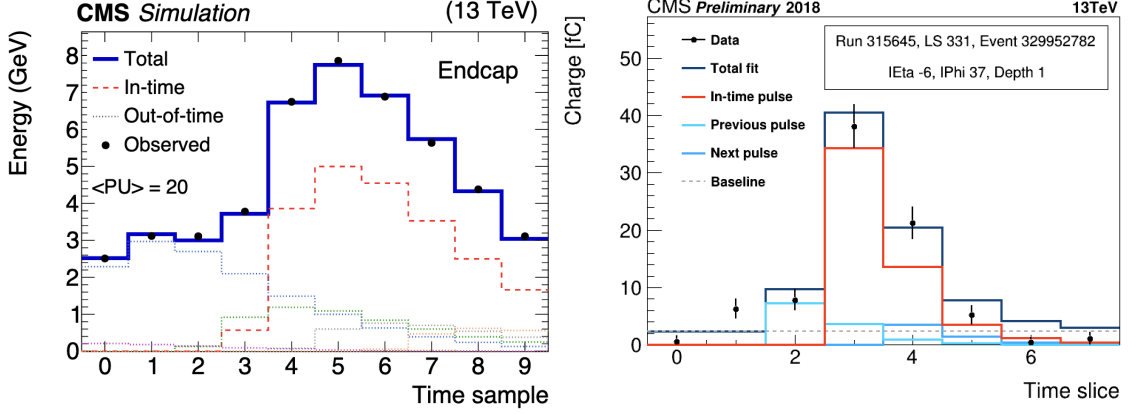 CMS Simulation (13 TeV)
Energy (GeV)
8
7
6
5
4
3
2
1
0
Total
In-time
Out-of-time
Observed
Endcap
<PU> = 20
0 1 2 3 4 5 6 7 8 9
Time sample
CMS Preliminary 2018 13TeV
Charge [fC]
50
40
30
20
10
0
Data
Total fit
In-time pulse
Previous pulse
Next pulse
Baseline
Run 315645, LS 331, Event 329952782
IEta -6, IPhi 37, Depth 1
0 2 4 6
Time slice